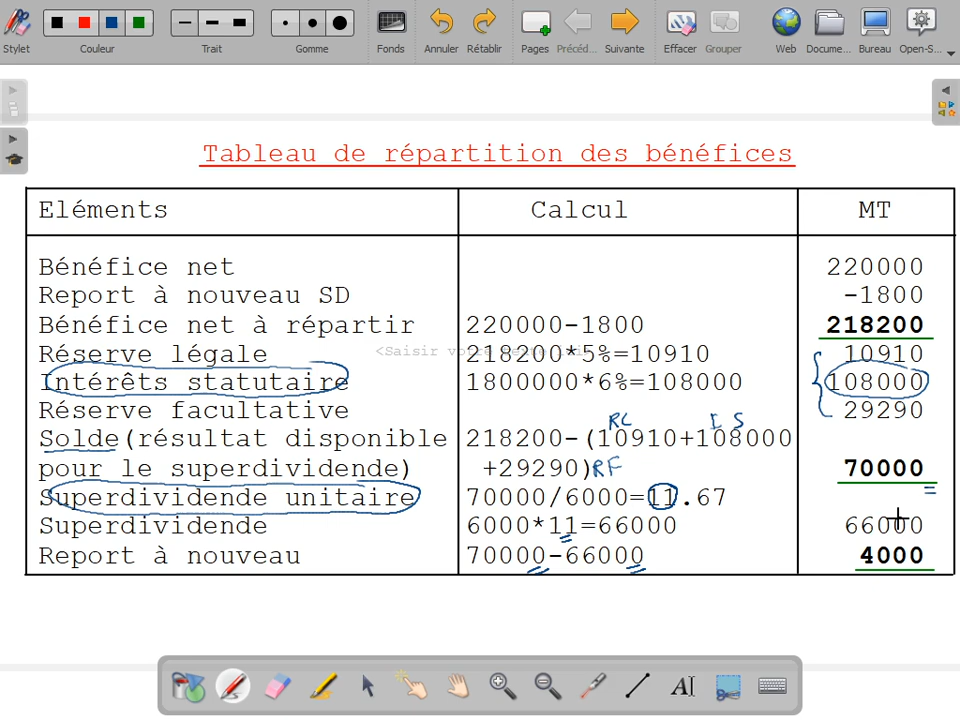 Stylet Couleur Trait Gomme Fonds Annuler Rétablir Pages Précéd... Suivante Effacer Grouper Web Docume... Bureau Open-S...
Tableau de répartition des bénéfices
Eléments Calcul MT
Bénéfice net 220000
Report à nouveau SD -1800
Bénéfice net à répartir 220000-1800 218200
Réserve légale 218200*5%=10910 10910
Intérêts statutaire 1800000*6%=108000 108000
Réserve facultative 29290
RL I S
Solde(résultat disponible 218200-(10910+108000
pour le superdividende) +29290) RF 70000
Superdividende unitaire 70000/6000=11.67
Superdividende 6000*11=66000 66000
Report à nouveau 70000-66000 4000